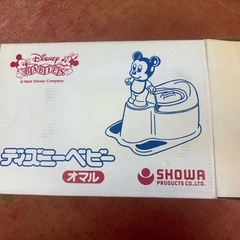 Disney
BABIES
© Walt Disney Company
ディズニーベビー
オマル
SHOWA
PRODUCTS CO.,LTD.